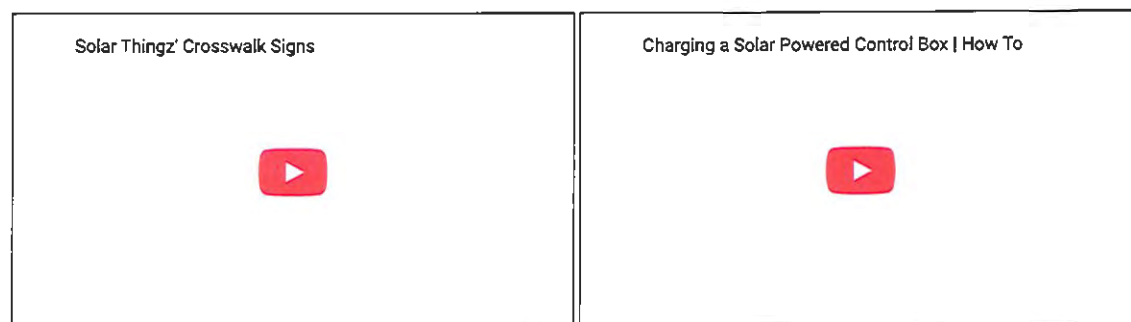 Solar Thingz' Crosswalk Signs
Charging a Solar Powered Control Box | How To